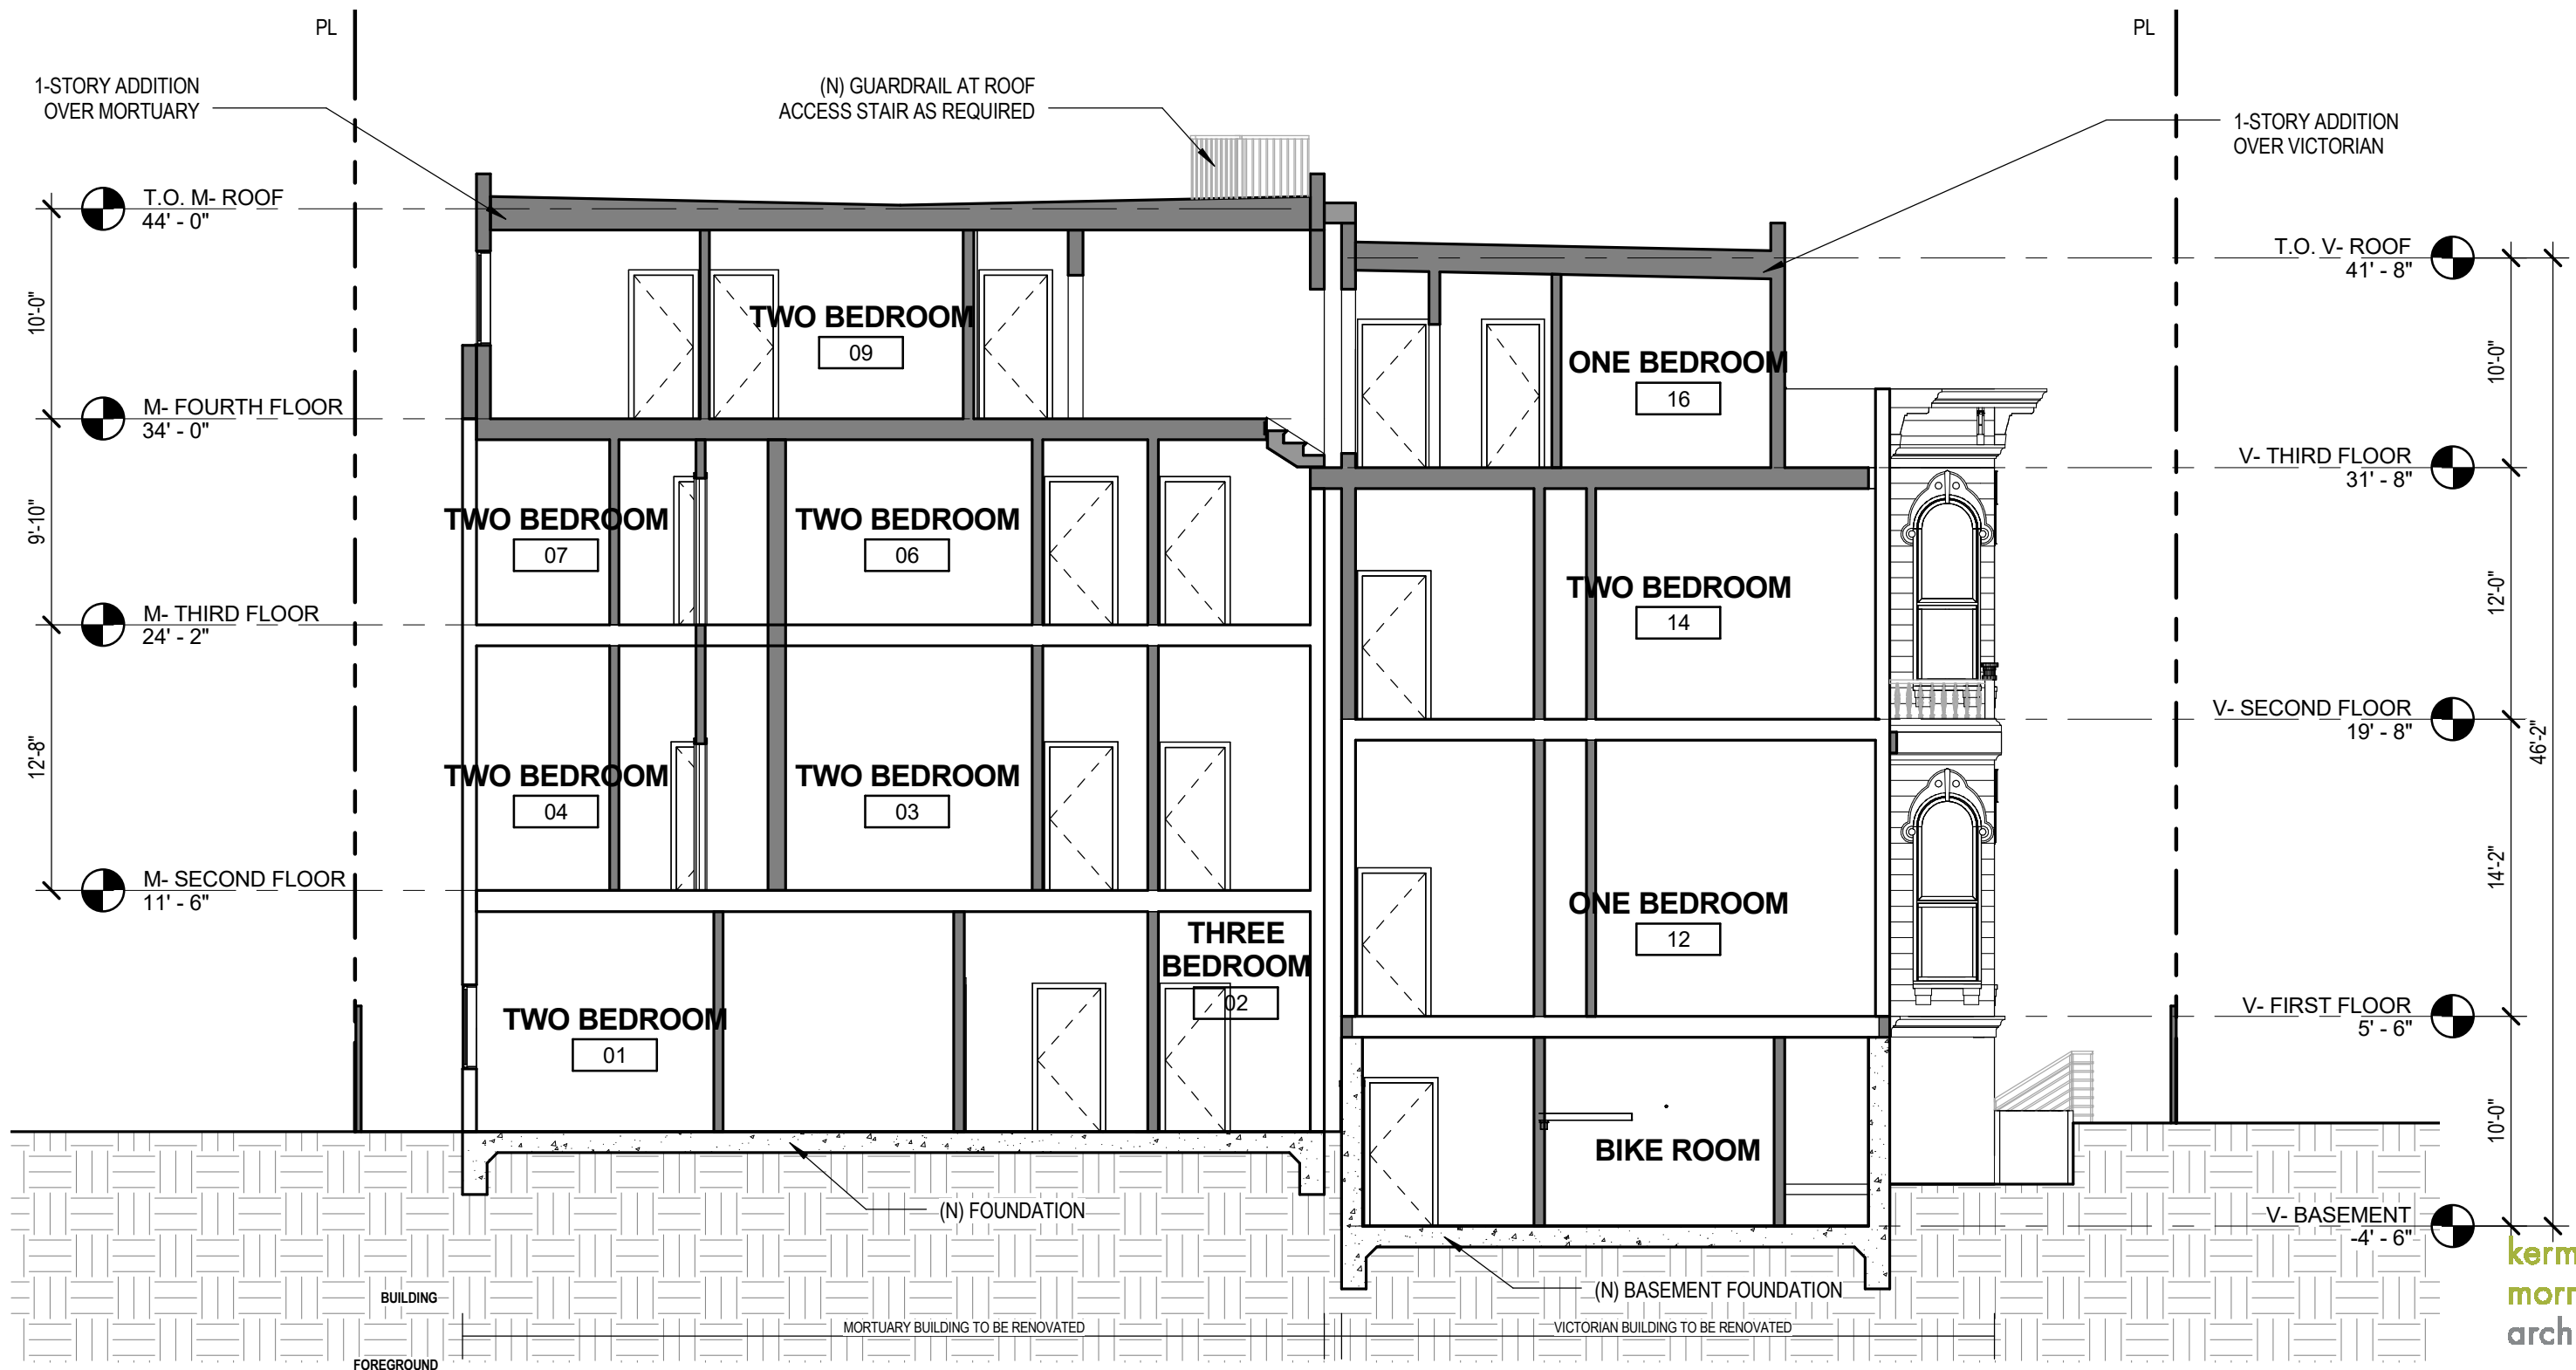 PL
PL
1-STORY ADDITION
OVER MORTUARY
(N) GUARDRAIL AT ROOF
ACCESS STAIR AS REQUIRED
1-STORY ADDITION
OVER VICTORIAN
T.O. M- ROOF
44' - 0"
T.O. V- ROOF
41' - 8"
10'-0"
TWO BEDROOM
09
ONE BEDROOM
16
10'-0"
M- FOURTH FLOOR
34' - 0"
V- THIRD FLOOR
31' - 8"
9'-10"
TWO BEDROOM
07
TWO BEDROOM
06
TWO BEDROOM
14
12'-0"
M- THIRD FLOOR
24' - 2"
V- SECOND FLOOR
19' - 8"
46'-2"
12'-8"
TWO BEDROOM
04
TWO BEDROOM
03
ONE BEDROOM
12
14'-2"
M- SECOND FLOOR
11' - 6"
THREE
BEDROOM
02
TWO BEDROOM
01
V- FIRST FLOOR
5' - 6"
10'-0"
BIKE ROOM
(N) FOUNDATION
V- BASEMENT
-4' - 6"
(N) BASEMENT FOUNDATION
BUILDING
MORTUARY BUILDING TO BE RENOVATED
VICTORIAN BUILDING TO BE RENOVATED
FOREGROUND
kerm
morr
arch